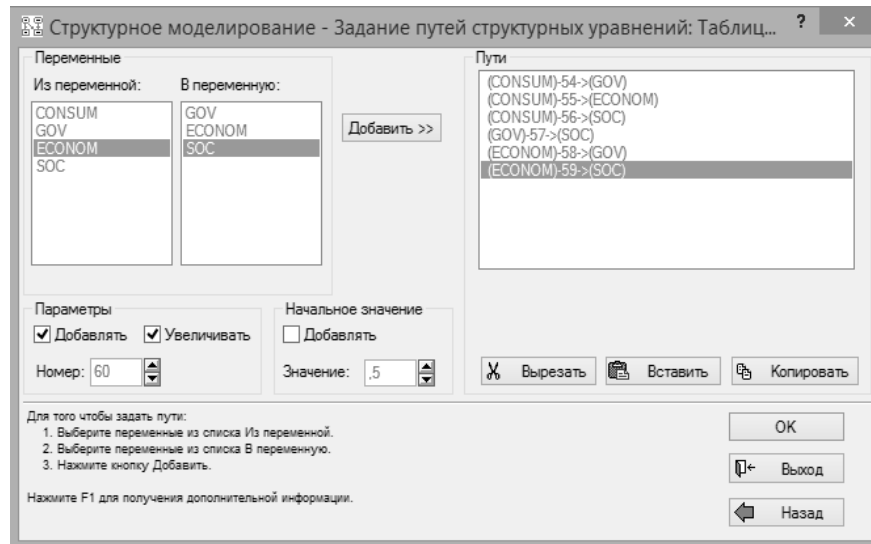 Структурное моделирование - Задание путей структурных уравнений: Таблиц... ? ×
Переменные
Из переменной: В переменную:
CONSUM
GOV
ECONOM
SOC
GOV
ECONOM
SOC
Добавить >>
Пути
(CONSUM)-54->(GOV)
(CONSUM)-55->(ECONOM)
(CONSUM)-56->(SOC)
(GOV)-57->(SOC)
(ECONOM)-58->(GOV)
(ECONOM)-59->(SOC)
Параметры
Добавлять Увеличивать
Номер: 60
Начальное значение
Добавлять
Значение: ,5
Вырезать Вставить Копировать
Для того чтобы задать пути:
1. Выберите переменные из списка Из переменной.
2. Выберите переменные из списка В переменную.
3. Нажмите кнопку Добавить.
Нажмите F1 для получения дополнительной информации.
OK
Выход
Назад